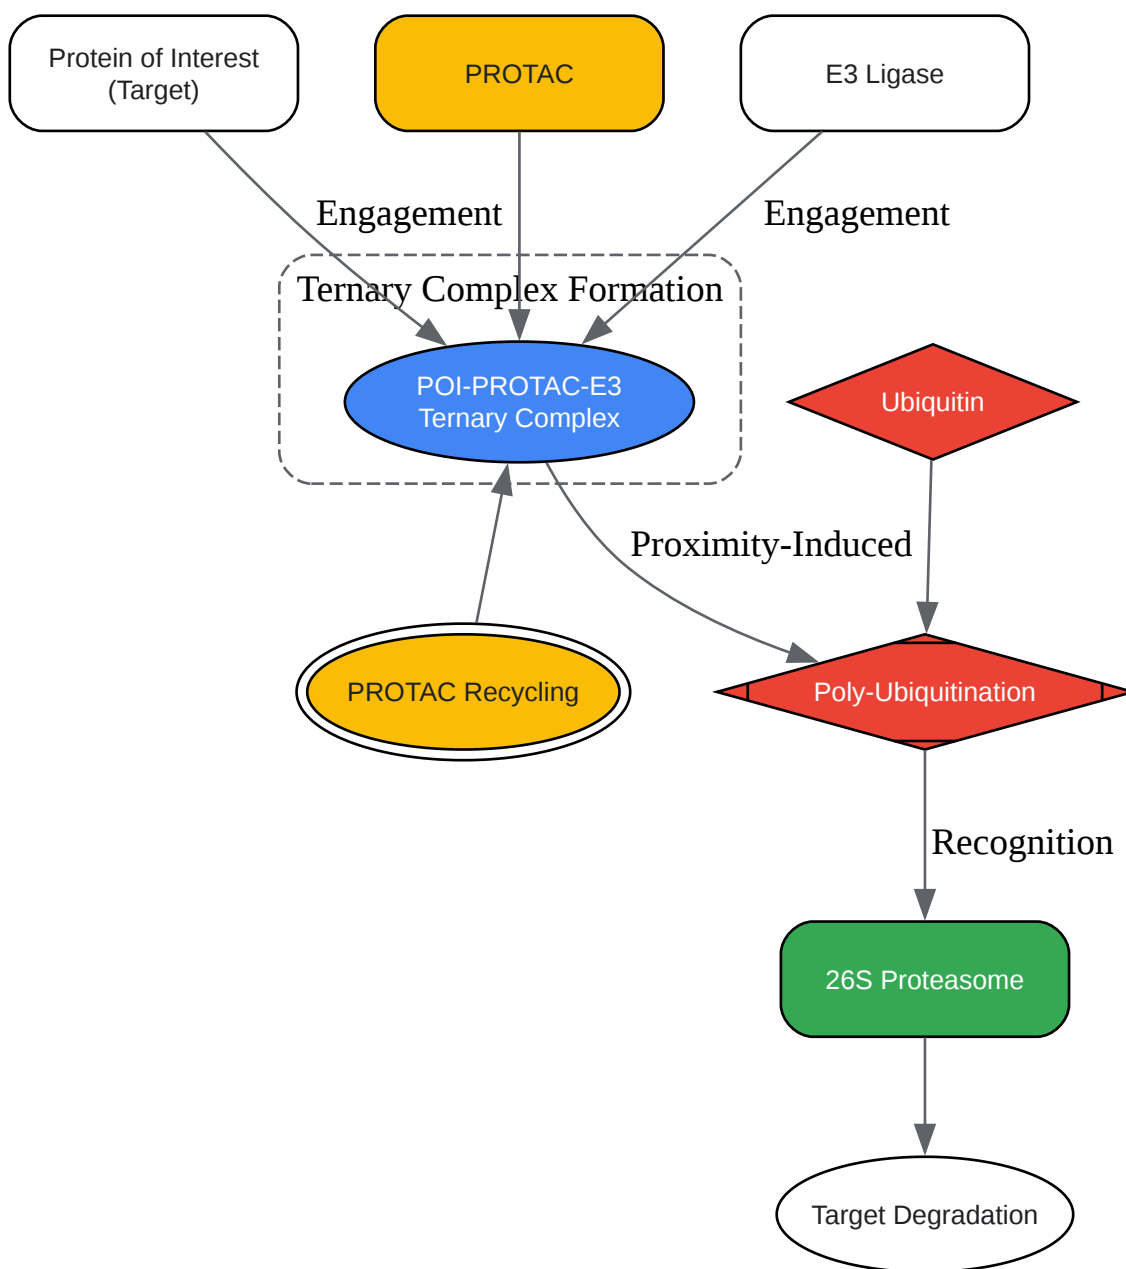 Protein of Interest
(Target)
PROTAC
E3 Ligase
Engagement
Engagement
Ternary Complex Formation
POI-PROTAC-E3
Ternary Complex
Ubiquitin
Proximity-Induced
PROTAC Recycling
Poly-Ubiquitination
Recognition
26S Proteasome
Target Degradation